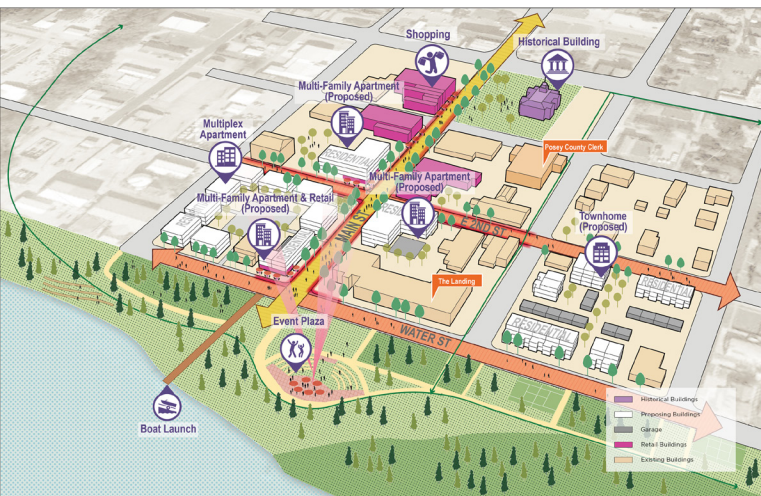 Shopping
Historical Building
Multi-Family Apartment
(Proposed)
Multiplex
Apartment
Posey County Clerk
RESIDENTIAL
Multi-Family Apartment
(Proposed)
Multi-Family Apartment & Retail
(Proposed)
MAIN ST
E 2ND ST
Townhome
(Proposed)
The Landing
RESIDENTIAL
Event Plaza
WATER ST
RESIDENTIAL
Boat Launch
Historical Buildings
Proposing Buildings
Garage
Retail Buildings
Existing Buildings